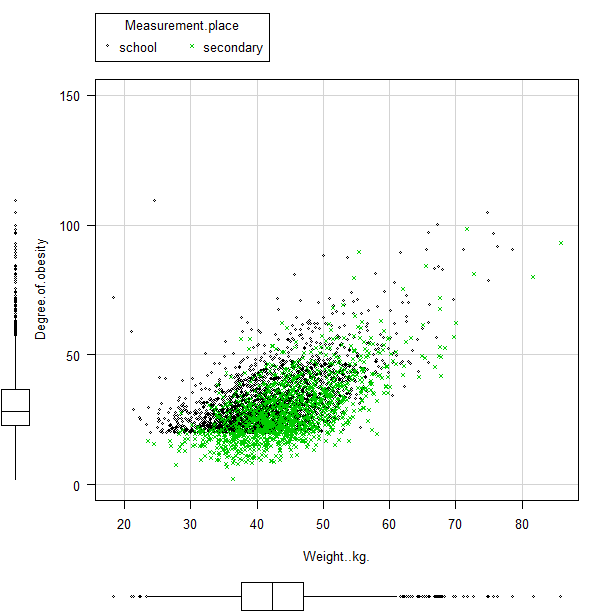 Measurement.place
school secondary
150
100
50
0
Degree.of.obesity
20 30 40 50 60 70 80
Weight..kg.